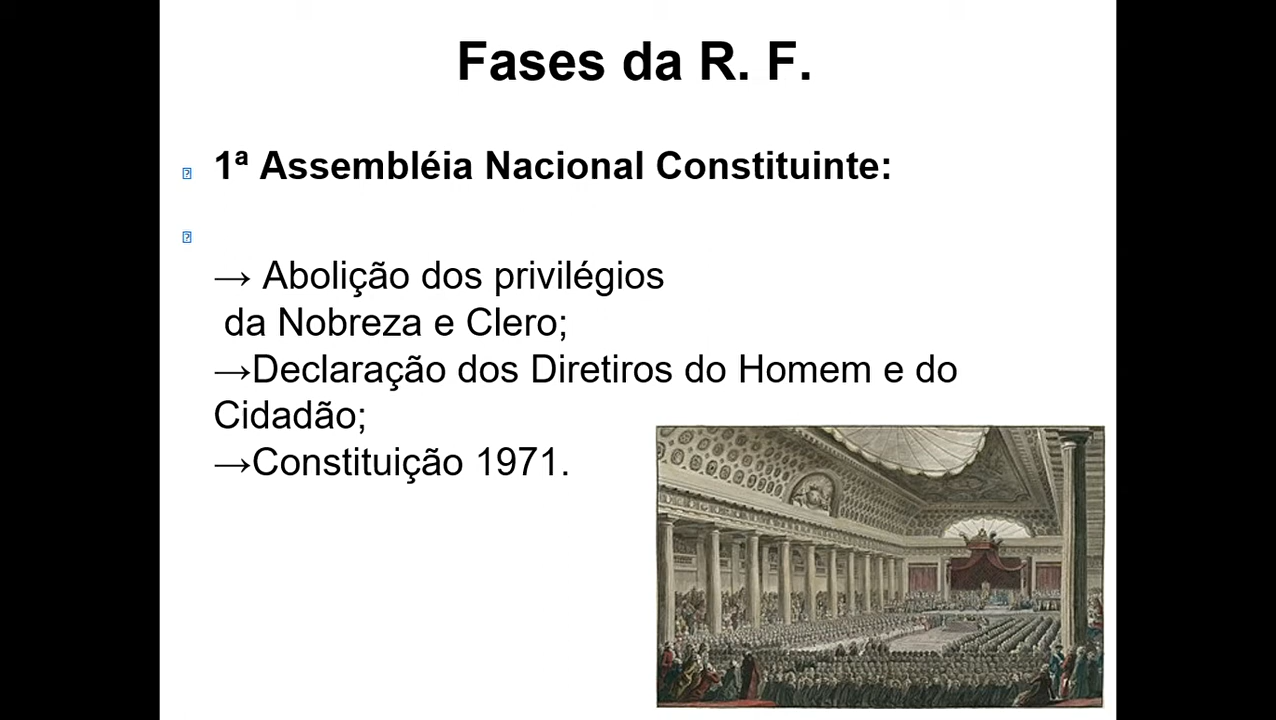 Fases da R. F.
1ª Assembléia Nacional Constituinte:
→ Abolição dos privilégios
da Nobreza e Clero;
→Declaração dos Diretiros do Homem e do
Cidadão;
→Constituição 1971.